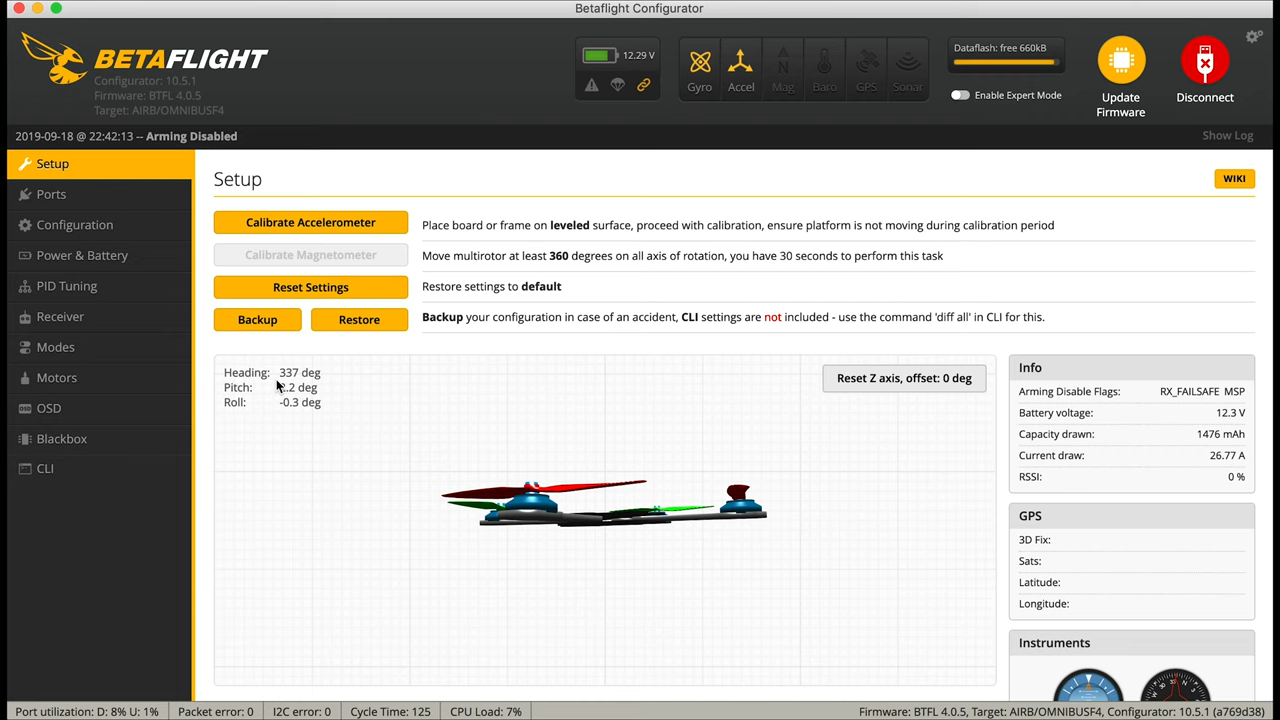 Betaflight Configurator
BETAFLIGHT
Configurator: 10.5.1
Firmware: BTFL 4.0.5
Target: AIRB/OMNIBUSF4
12.29 V
Gyro
Accel
Mag
Baro
GPS
Sonar
Dataflash: free 660kB
Enable Expert Mode
Update
Firmware
Disconnect
2019-09-18 @ 22:42:13 -- Arming Disabled
Show Log
Setup
Ports
Configuration
Power & Battery
PID Tuning
Receiver
Modes
Motors
OSD
Blackbox
CLI
Setup
WIKI
Calibrate Accelerometer
Place board or frame on leveled surface, proceed with calibration, ensure platform is not moving during calibration period
Calibrate Magnetometer
Move multirotor at least 360 degrees on all axis of rotation, you have 30 seconds to perform this task
Reset Settings
Restore settings to default
Backup
Restore
Backup your configuration in case of an accident, CLI settings are not included - use the command 'diff all' in CLI for this.
Heading: 337 deg
Pitch: deg
Roll: -0.3 deg
Reset Z axis, offset: 0 deg
Info
Arming Disable Flags: RX_FAILSAFE MSP
Battery voltage: 12.3 V
Capacity drawn: 1476 mAh
Current draw: 26.77 A
RSSI: 0 %
GPS
3D Fix:
Sats:
Latitude:
Longitude:
Instruments
Port utilization: D: 8% U: 1%
Packet error: 0
I2C error: 0
Cycle Time: 125
CPU Load: 7%
Firmware: BTFL 4.0.5, Target: AIRB/OMNIBUSF4, Configurator: 10.5.1 (a769d38)